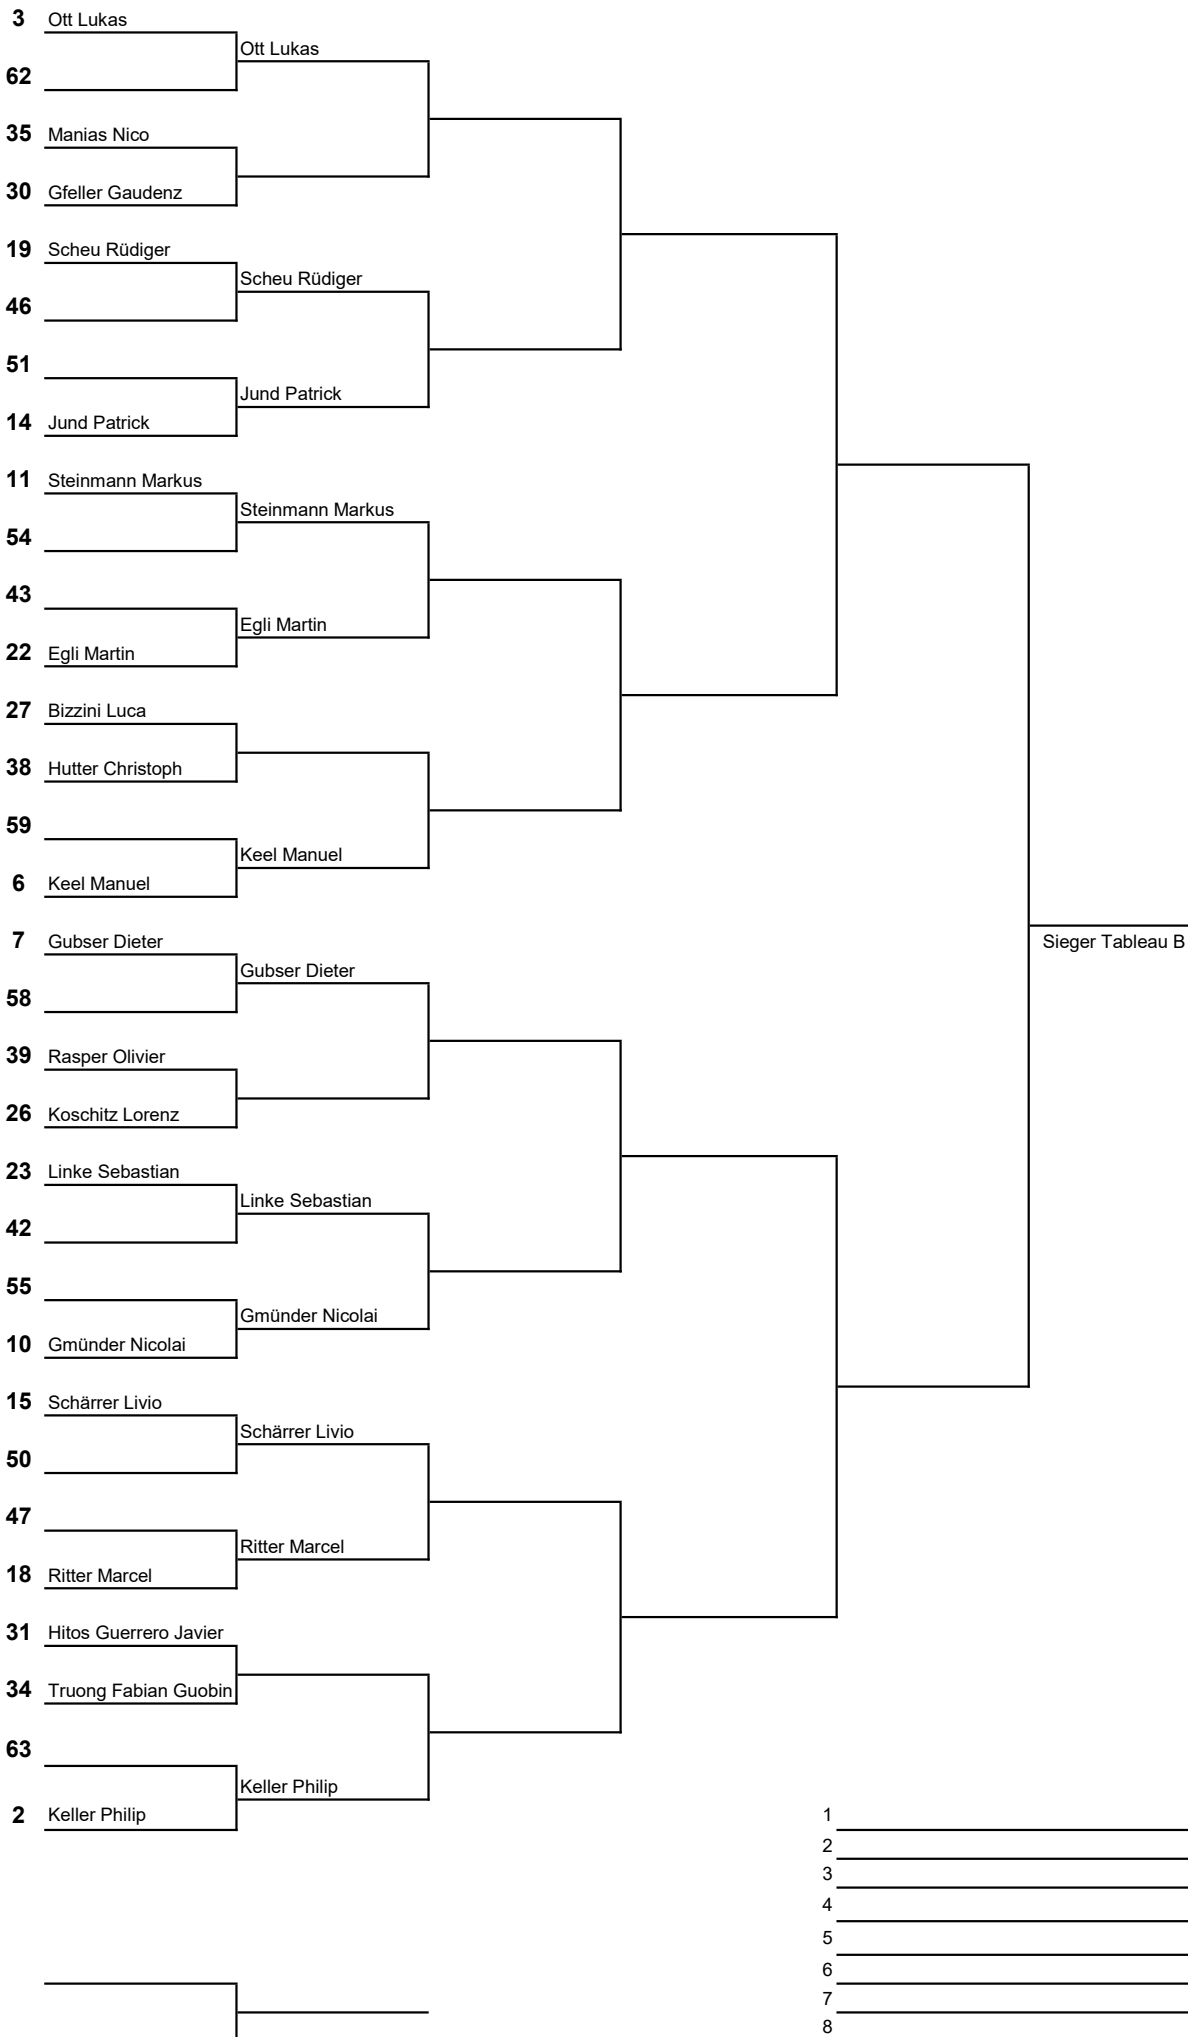 3 Ott Lukas
Ott Lukas
62
35 Manias Nico
30 Gfeller Gaudenz
19 Scheu Rüdiger
Scheu Rüdiger
46
51
Jund Patrick
14 Jund Patrick
11 Steinmann Markus
Steinmann Markus
54
43
Egli Martin
22 Egli Martin
27 Bizzini Luca
38 Hutter Christoph
59
Keel Manuel
6 Keel Manuel
7 Gubser Dieter
Sieger Tableau B
Gubser Dieter
58
39 Rasper Olivier
26 Koschitz Lorenz
23 Linke Sebastian
Linke Sebastian
42
55
Gmünder Nicolai
10 Gmünder Nicolai
15 Schärrer Livio
Schärrer Livio
50
47
Ritter Marcel
18 Ritter Marcel
31 Hitos Guerrero Javier
34 Truong Fabian Guobin
63
Keller Philip
2 Keller Philip
1
2
3
4
5
6
7
8